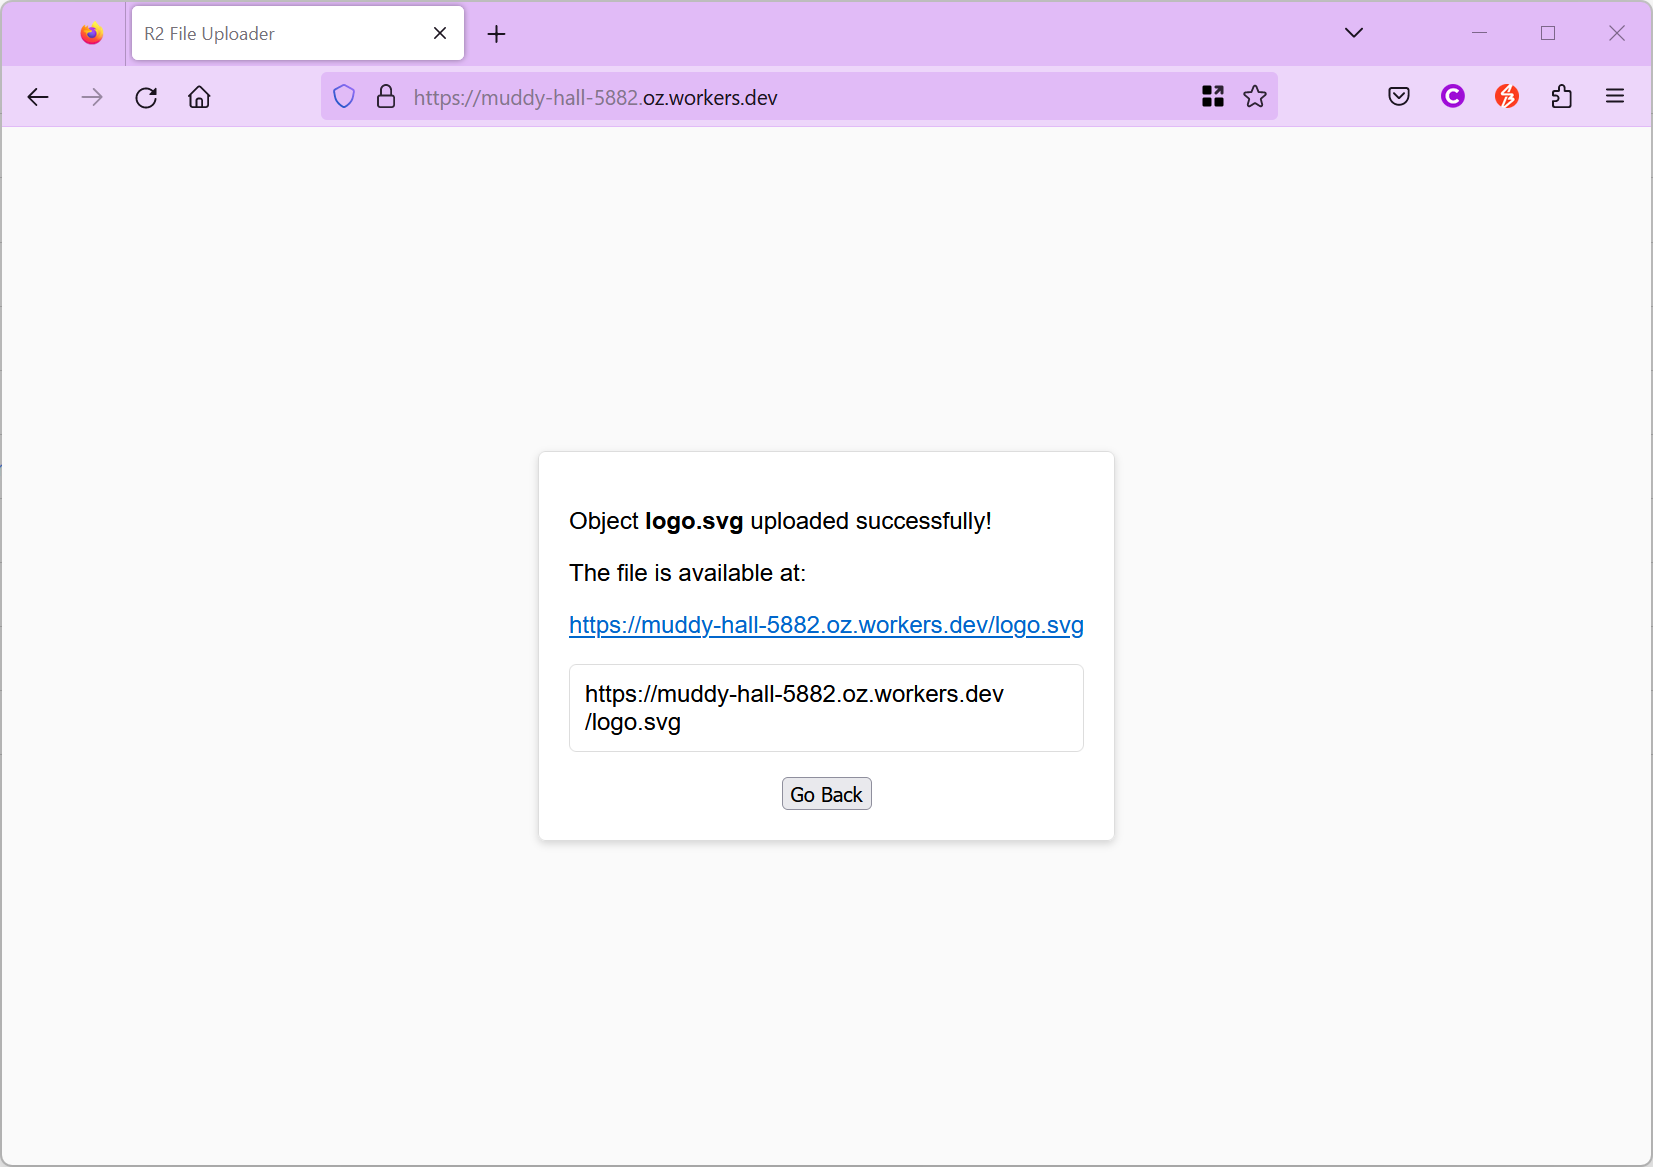 R2 File Uploader
https://muddy-hall-5882.oz.workers.dev
Object logo.svg uploaded successfully!
The file is available at:
https://muddy-hall-5882.oz.workers.dev/logo.svg
https://muddy-hall-5882.oz.workers.dev
/logo.svg
Go Back